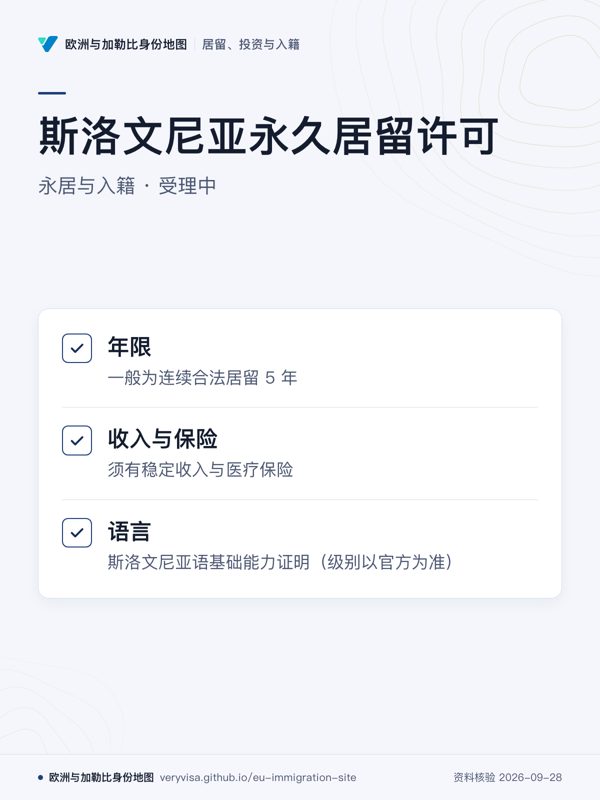 欧洲与加勒比身份地图 居留、投资与入籍
斯洛文尼亚永久居留许可
永居与入籍 · 受理中
年限
一般为连续合法居留 5 年
收入与保险
须有稳定收入与医疗保险
语言
斯洛文尼亚语基础能力证明（级别以官方为准）
欧洲与加勒比身份地图 veryvisa.github.io/eu-immigration-site 资料核验 2026-09-28